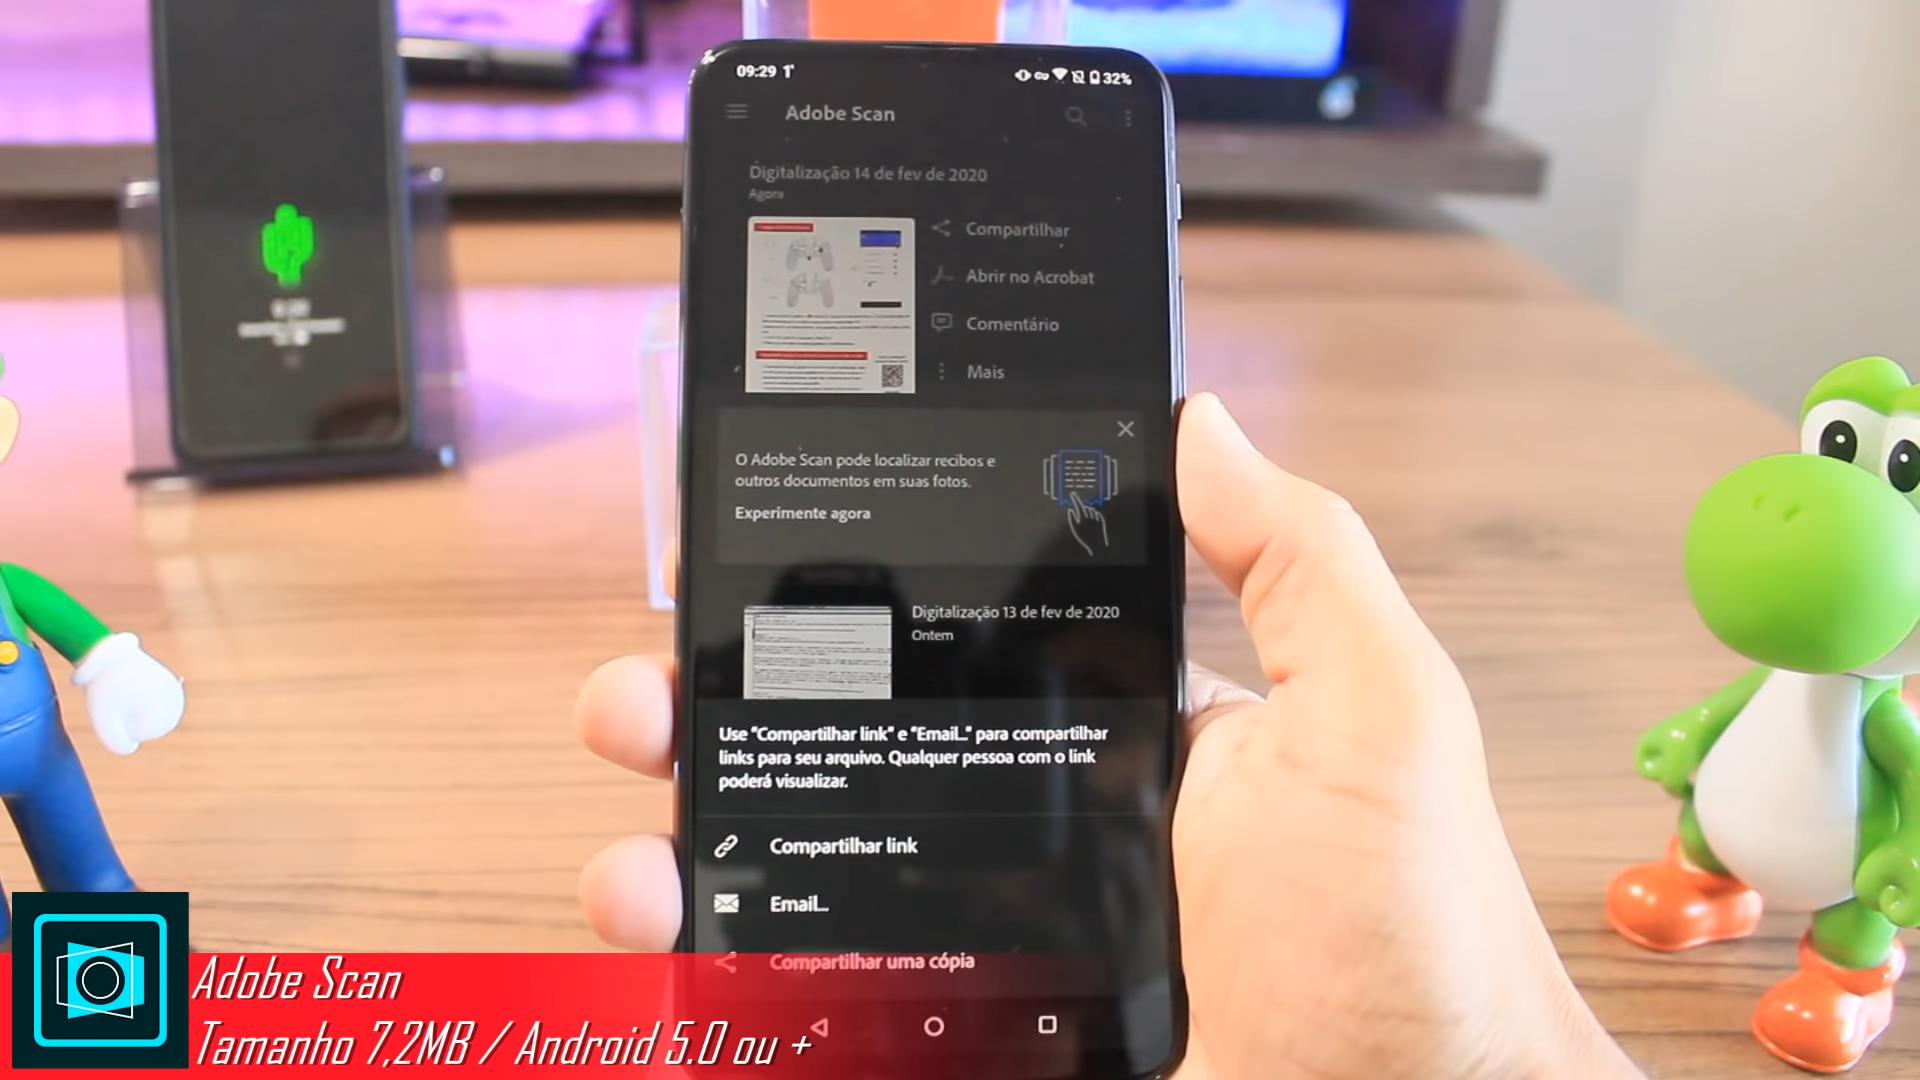 09:29
32%
Adobe Scan
Digitalização 14 de fev de 2020
Agora
Compartilhar
Abrir no Acrobat
Comentário
Mais
O Adobe Scan pode localizar recibos e
outros documentos em suas fotos.
Experimente agora
Digitalização 13 de fev de 2020
Ontem
Use "Compartilhar link" e "Email..." para compartilhar
links para seu arquivo. Qualquer pessoa com o link
poderá visualizar.
Compartilhar link
Email...
Compartilhar uma cópia
Adobe Scan
Tamanho 7,2MB / Android 5.0 ou +